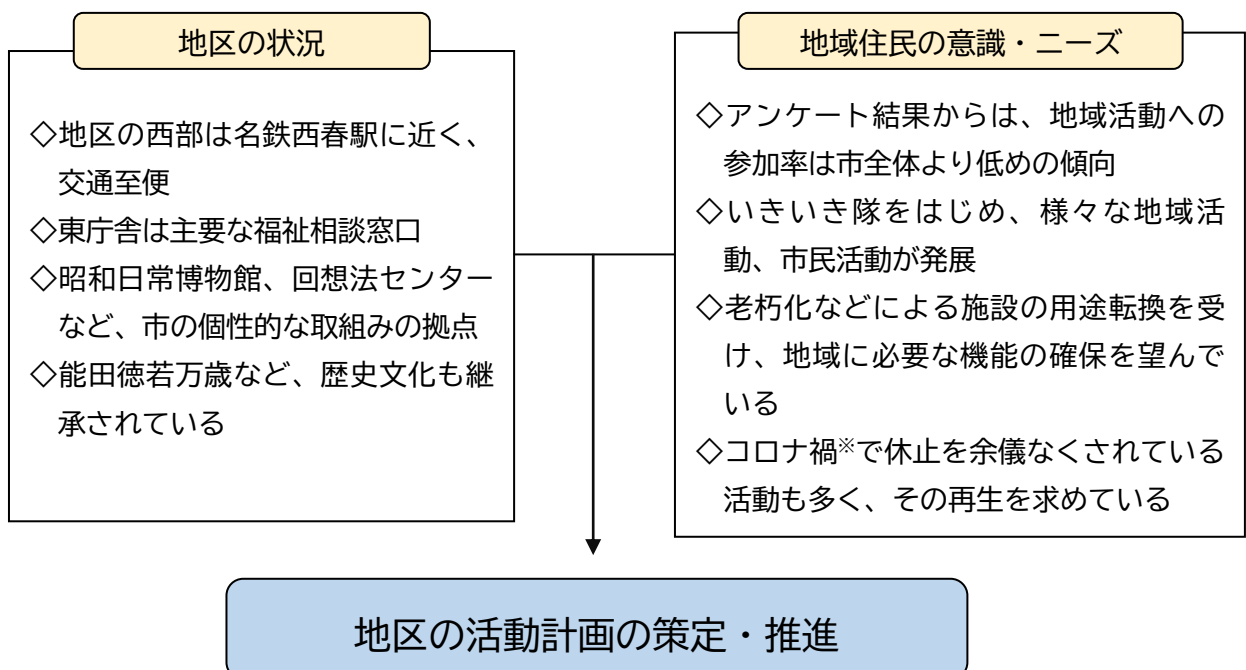 地区の状況
◇地区の西部は名鉄西春駅に近く、
交通至便
◇東庁舎は主要な福祉相談窓口
◇昭和日常博物館、回想法センター
など、市の個性的な取組みの拠点
◇能田徳若万歳など、歴史文化も継
承されている
地域住民の意識・ニーズ
◇アンケート結果からは、地域活動への
参加率は市全体より低めの傾向
◇いきいき隊をはじめ、様々な地域活
動、市民活動が発展
◇老朽化などによる施設の用途転換を受
け、地域に必要な機能の確保を望んで
いる
◇コロナ禍※で休止を余儀なくされている
活動も多く、その再生を求めている
地区の活動計画の策定・推進